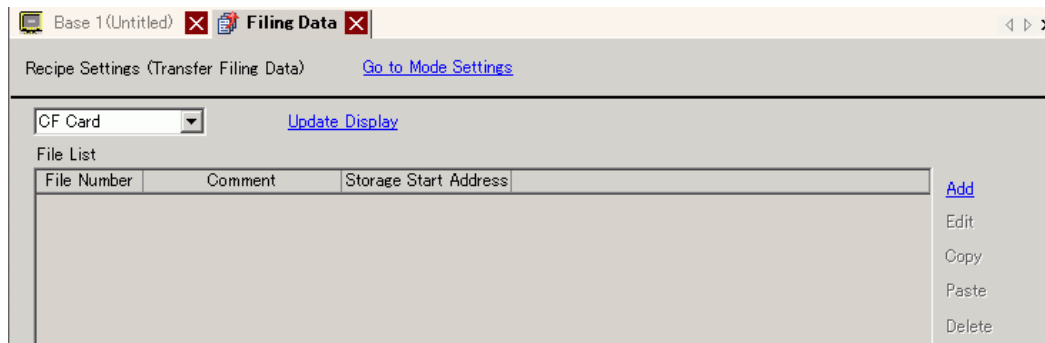 Base 1(Untitled) Filing Data
Recipe Settings (Transfer Filing Data) Go to Mode Settings
CF Card Update Display
File List
File Number Comment Storage Start Address
Add
Edit
Copy
Paste
Delete